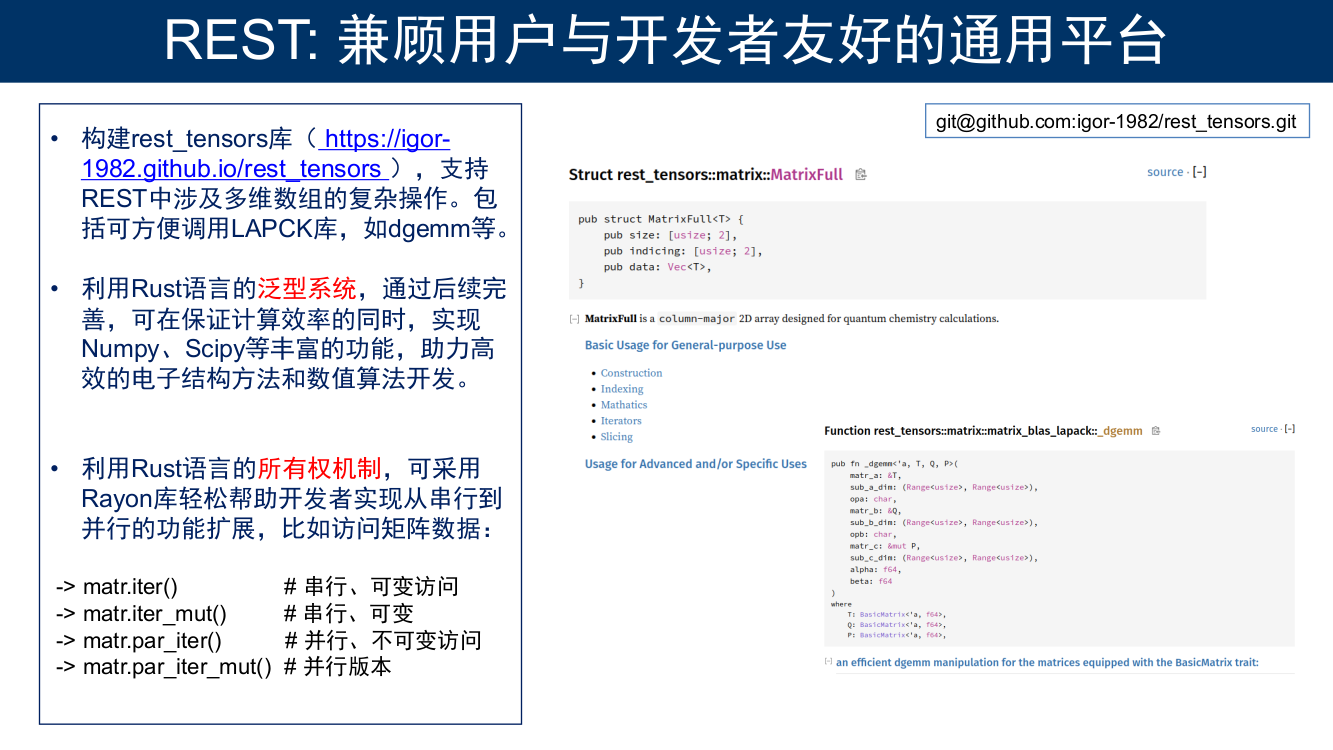 REST: 兼顾用户与开发者友好的通用平台
• 构建rest_tensors库（ https://igor-
1982.github.io/rest_tensors ），支持
REST中涉及多维数组的复杂操作。包
括可方便调用LAPCK库，如dgemm等。
• 利用Rust语言的泛型系统，通过后续完
善，可在保证计算效率的同时，实现
Numpy、Scipy等丰富的功能，助力高
效的电子结构方法和数值算法开发。
• 利用Rust语言的所有权机制，可采用
Rayon库轻松帮助开发者实现从串行到
并行的功能扩展，比如访问矩阵数据：
-> matr.iter() # 串行、可变访问
-> matr.iter_mut() # 串行、可变
-> matr.par_iter() # 并行、不可变访问
-> matr.par_iter_mut() # 并行版本
git@github.com:igor-1982/rest_tensors.git
Struct rest_tensors::matrix::MatrixFull source · [-]
pub struct MatrixFull<T> {
pub size: [usize; 2],
pub indicing: [usize; 2],
pub data: Vec<T>,
}
[-] MatrixFull is a column-major 2D array designed for quantum chemistry calculations.
Basic Usage for General-purpose Use
• Construction
• Indexing
• Mathatics
• Iterators
• Slicing
Usage for Advanced and/or Specific Uses
Function rest_tensors::matrix::matrix_blas_lapack::_dgemm source · [-]
pub fn _dgemm<'a, T, Q, P>(
matr_a: &T,
sub_a_dim: (Range<usize>, Range<usize>),
opa: char,
matr_b: &Q,
sub_b_dim: (Range<usize>, Range<usize>),
opb: char,
matr_c: &mut P,
sub_c_dim: (Range<usize>, Range<usize>),
alpha: f64,
beta: f64
)
where
T: BasicMatrix<'a, f64>,
Q: BasicMatrix<'a, f64>,
P: BasicMatrix<'a, f64>,
[-] an efficient dgemm manipulation for the matrices equipped with the BasicMatrix trait: